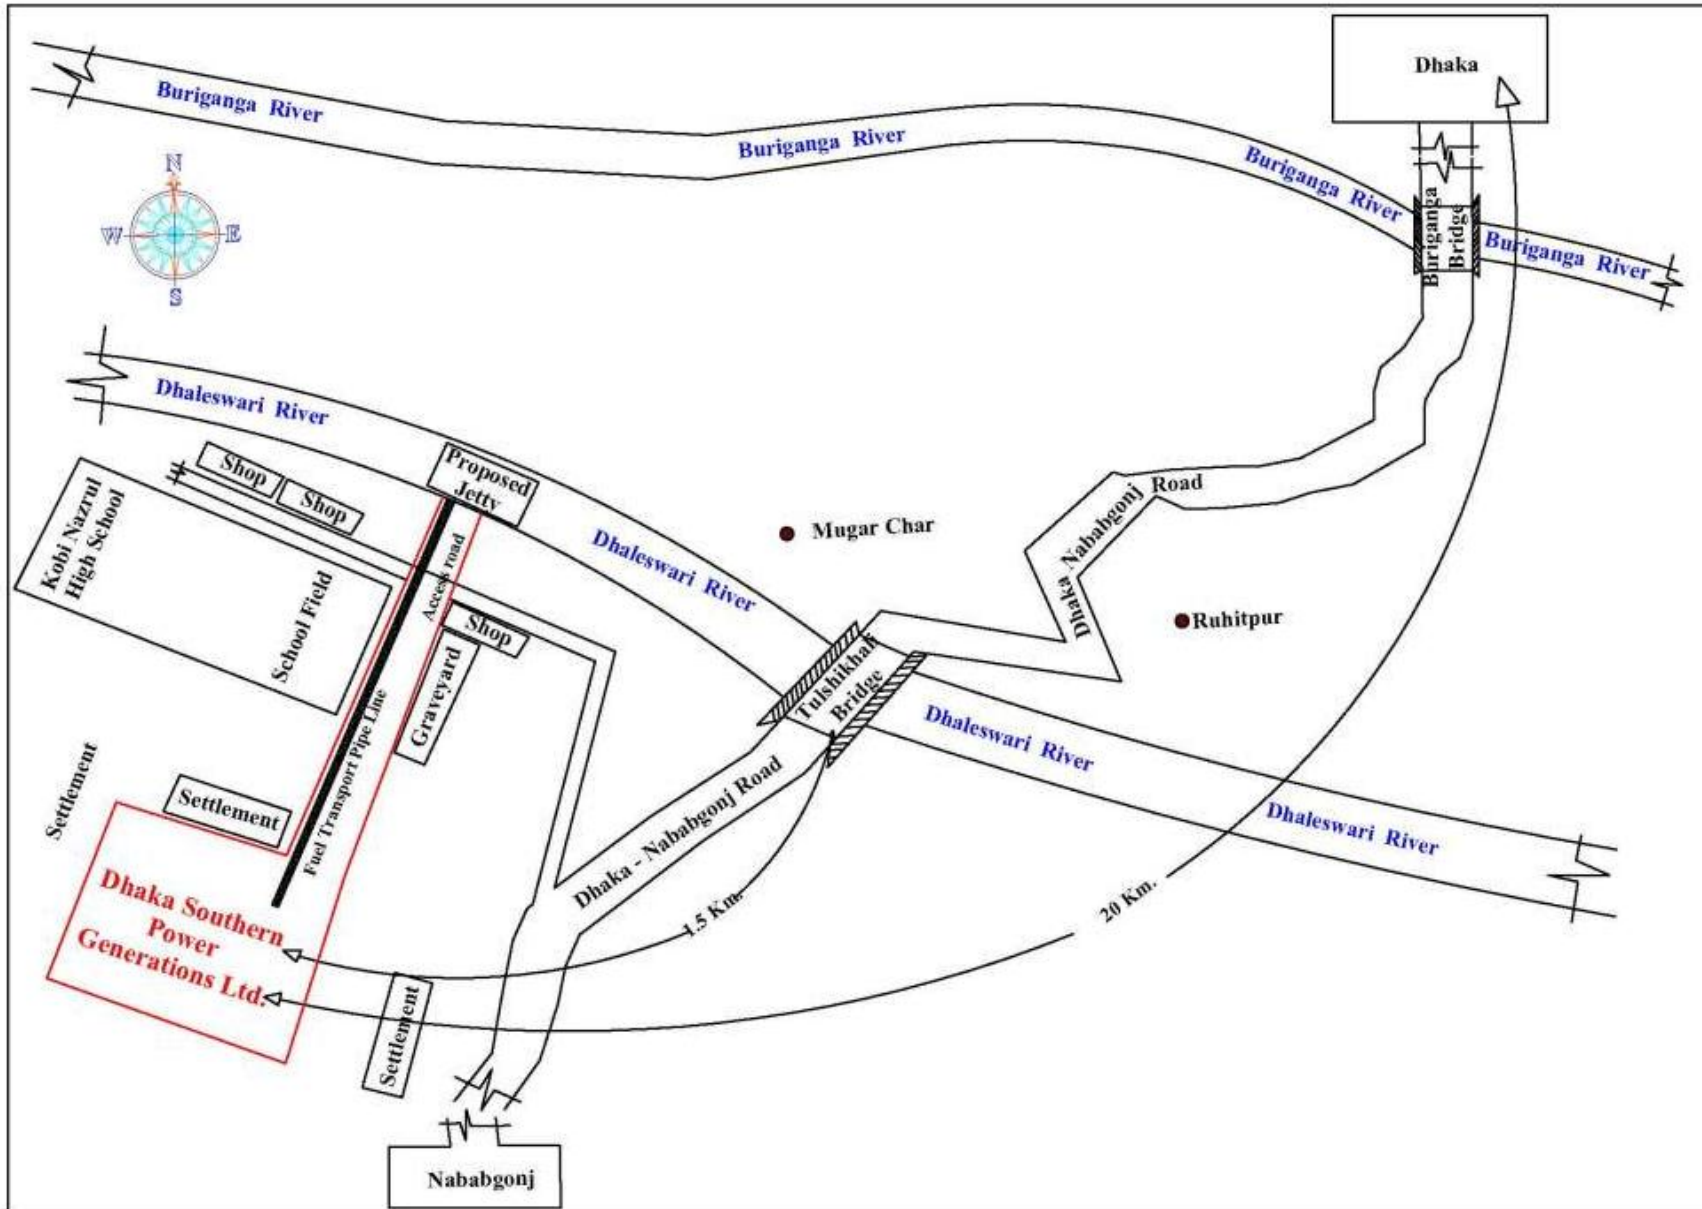 Dhaka
Buriganga River
Buriganga River
Buriganga River
Buriganga
Bridge
Buriganga River
N
W E
S
Dhaleswari River
Shop
Shop
Proposed
Jetty
Kobi Nazrul
High School
School Field
Access road
Shop
Graveyard
Fuel Transport Pipe Line
Dhaleswari River
Mugar Char
Dhaka Nababgonj Road
Ruhitpur
Tulshikhali
Bridge
Dhaleswari River
Dhaleswari River
Settlement
Settlement
Dhaka - Nababgonj Road
Dhaka Southern
Power
Generations Ltd.
1.5 Km.
20 Km.
Settlement
Nababgonj